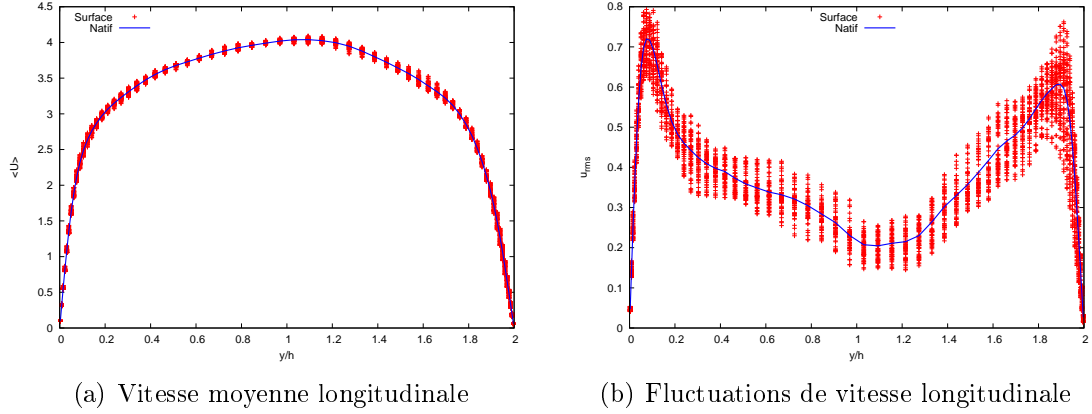 Surface
Natif
<U>
4.5
4
3.5
3
2.5
2
1.5
1
0.5
0
0 0.2 0.4 0.6 0.8 1 1.2 1.4 1.6 1.8 2
y/h
(a) Vitesse moyenne longitudinale
Surface
Natif
u_rms
0.8
0.7
0.6
0.5
0.4
0.3
0.2
0.1
0
0 0.2 0.4 0.6 0.8 1 1.2 1.4 1.6 1.8 2
y/h
(b) Fluctuations de vitesse longitudinale